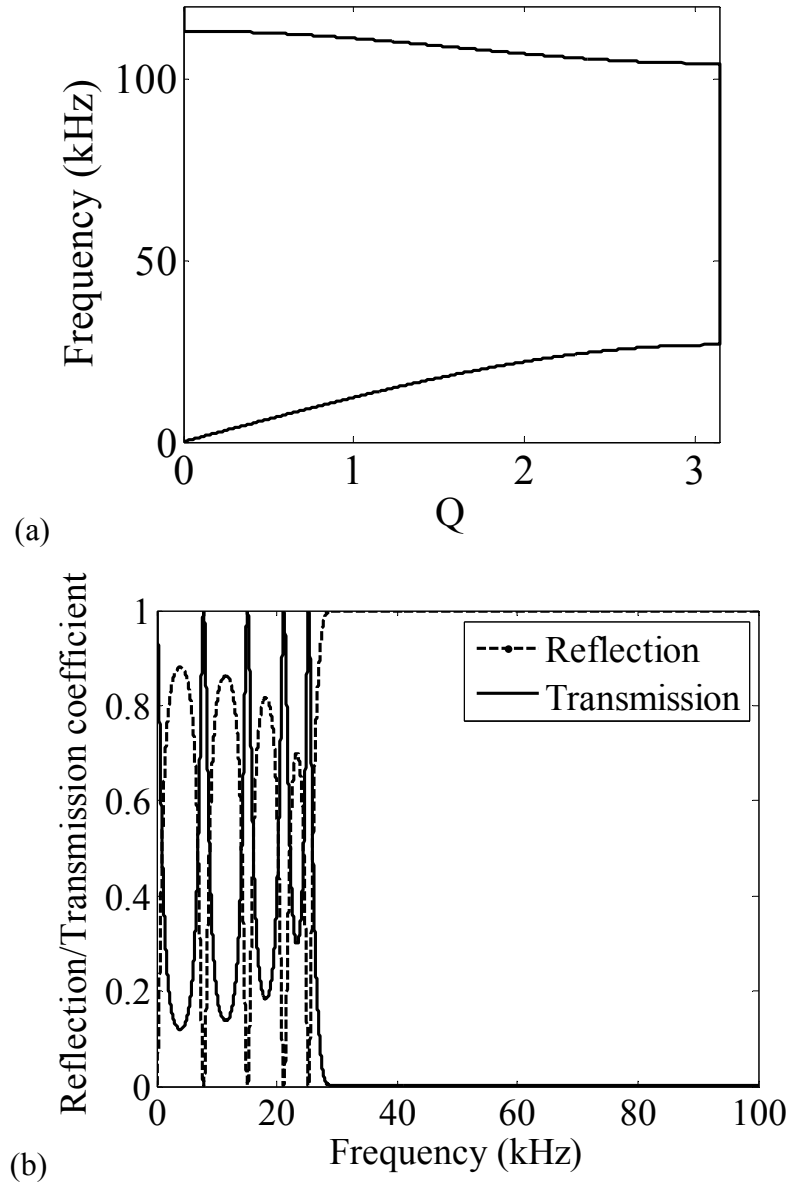 Frequency (kHz)
100
50
0
0 1 2 3
Q
(a)
Reflection/Transmission coefficient
1
0.8
0.6
0.4
0.2
0
Reflection
Transmission
0 20 40 60 80 100
Frequency (kHz)
(b)